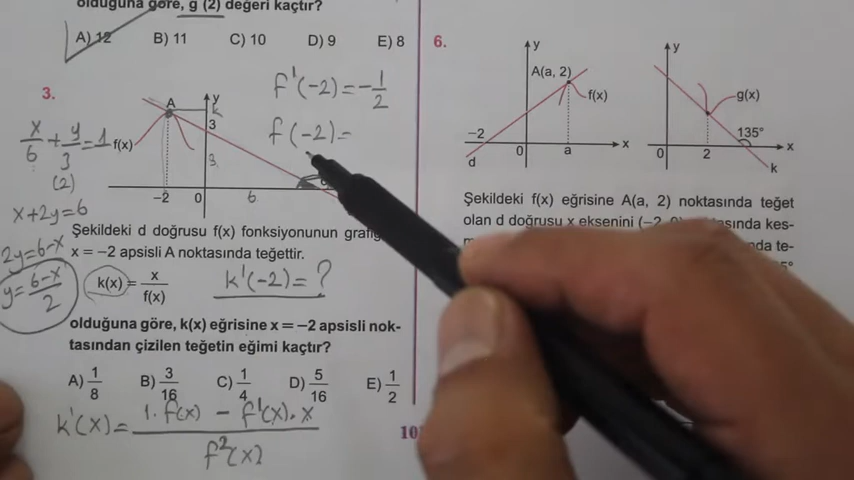 olduğuna göre, g (2) değeri kaçtır?
A) 12 B) 11 C) 10 D) 9 E) 8
3.
f'(-2)=-1/2
f(-2)=
x/6 + y/3 = 1
(2)
x+2y=6
2y=6-x
y=6-x/2
A
y
k
3
3
f(x)
-2
0
6
Şekildeki d doğrusu f(x) fonksiyonunun
x = -2 apsisli A noktasında teğettir.
k(x) = x/f(x)
k'(-2)=?
olduğuna göre, k(x) eğrisine x = -2 apsisli nok-
tasından çizilen teğetin eğimi kaçtır?
A) 1/8 B) 3/16 C) 1/4 D) 5/16 E) 1/2
k'(x)= 1.f(x) - f'(x).x / f²(x)
10
6.
y
A(a, 2)
f(x)
-2
d
0
a
x
y
g(x)
135°
0
2
x
k
Şekildeki f(x) eğrisine A(a, 2) noktasında teğet
olan d doğrusu x eksenini (-2, 0) noktasında kes-